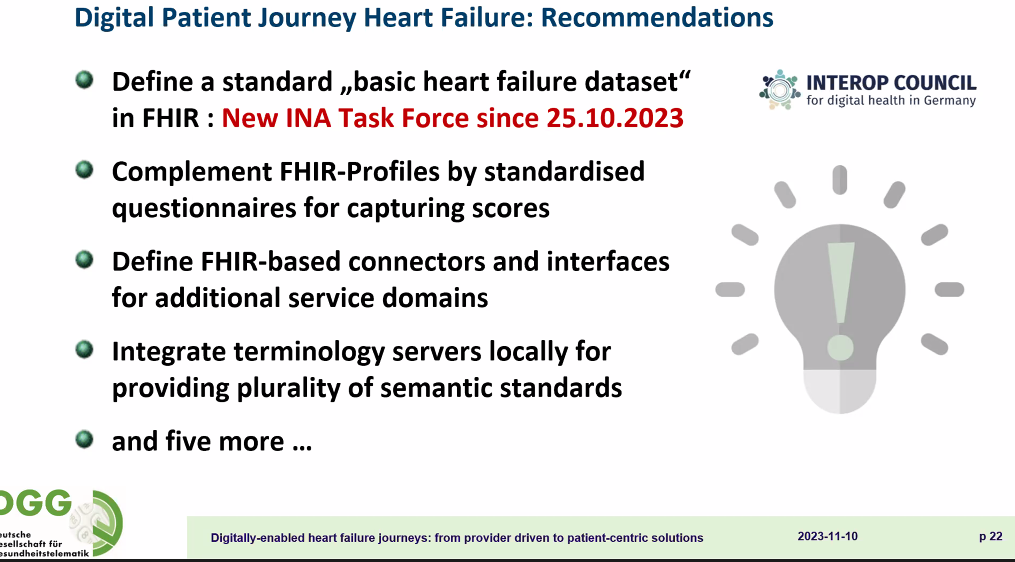 Digital Patient Journey Heart Failure: Recommendations
Define a standard „basic heart failure dataset“
in FHIR : New INA Task Force since 25.10.2023
INTEROP COUNCIL
for digital health in Germany
Complement FHIR-Profiles by standardised
questionnaires for capturing scores
Define FHIR-based connectors and interfaces
for additional service domains
Integrate terminology servers locally for
providing plurality of semantic standards
and five more …
DGG
eutsche
esellschaft für
esundheitstelematik
Digitally-enabled heart failure journeys: from provider driven to patient-centric solutions
2023-11-10
p 22